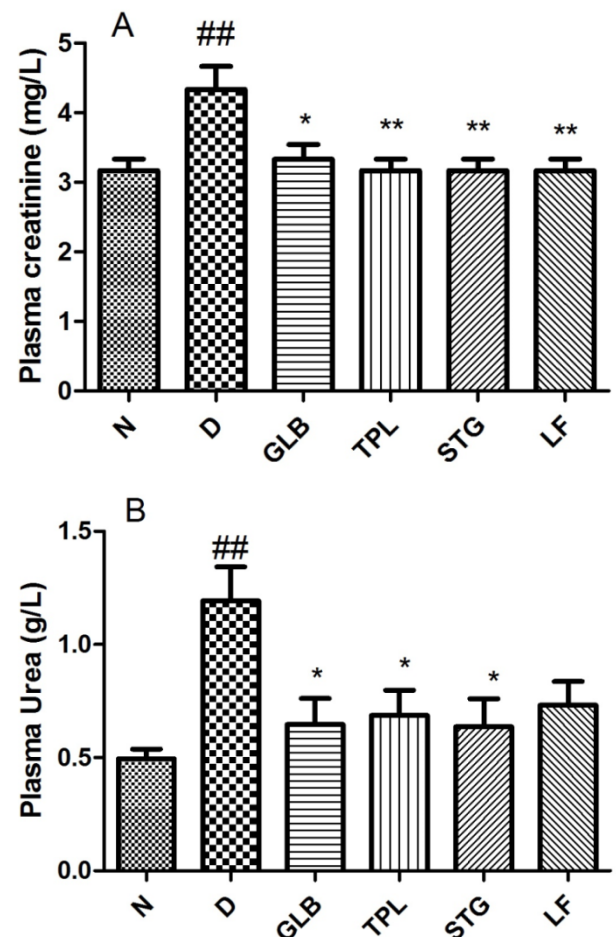 A
Plasma creatinine (mg/L)
5
4
3
2
1
0
##
*
**
**
**
N
D
GLB
TPL
STG
LF
B
Plasma Urea (g/L)
1.5
1.0
0.5
0.0
##
*
*
*
N
D
GLB
TPL
STG
LF